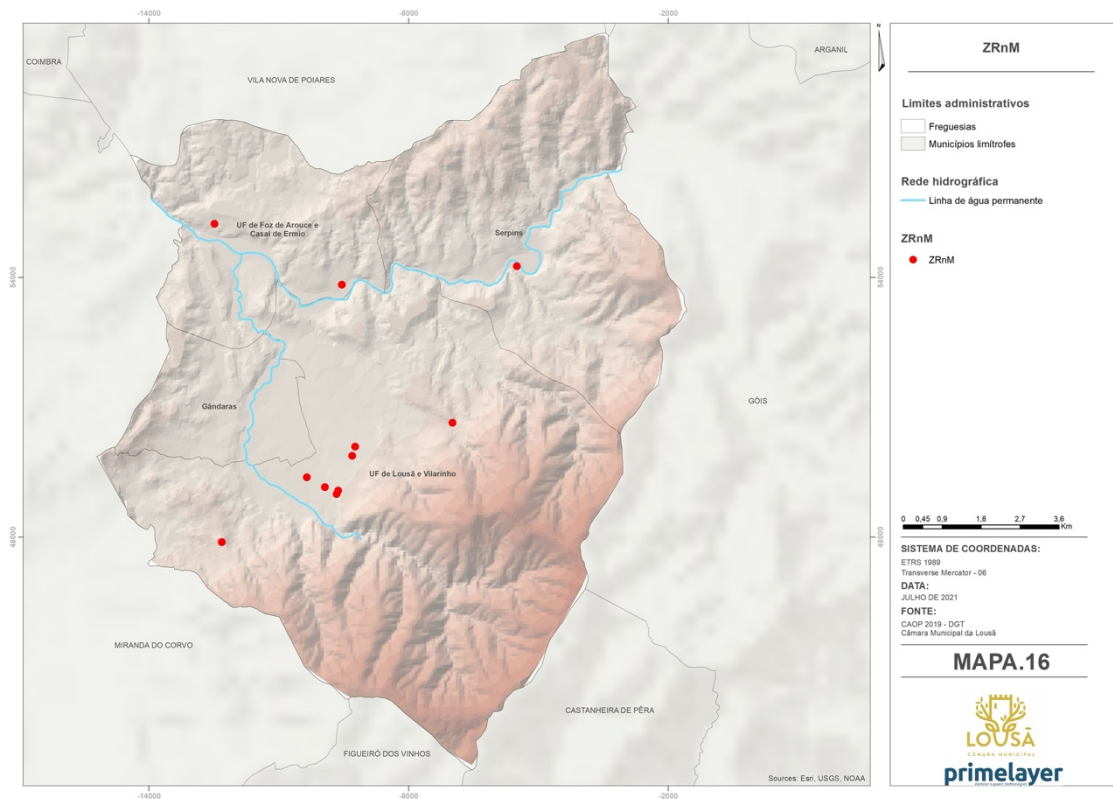 -14000
-8000
-2000
COIMBRA
VILA NOVA DE POIARES
ARGANIL
N
UF de Foz de Arouce e
Casal de Ermio
Serpins
54000
54000
Gândaras
GÓIS
UF de Lousã e Vilarinho
48000
48000
MIRANDA DO CORVO
CASTANHEIRA DE PÊRA
FIGUEIRÓ DOS VINHOS
Sources: Esri, USGS, NOAA
-14000
-8000
-2000
ZRnM
Limites administrativos
Freguesias
Municípios limítrofes
Rede hidrográfica
Linha de água permanente
ZRnM
ZRnM
0 0,45 0,9 1,8 2,7 3,6
Km
SISTEMA DE COORDENADAS:
ETRS 1989
Transverse Mercator - 06
DATA:
JULHO DE 2021
FONTE:
CAOP 2019 - DGT
Câmara Municipal da Lousã
MAPA.16
LOUSÃ
CÂMARA MUNICIPAL
primelayer